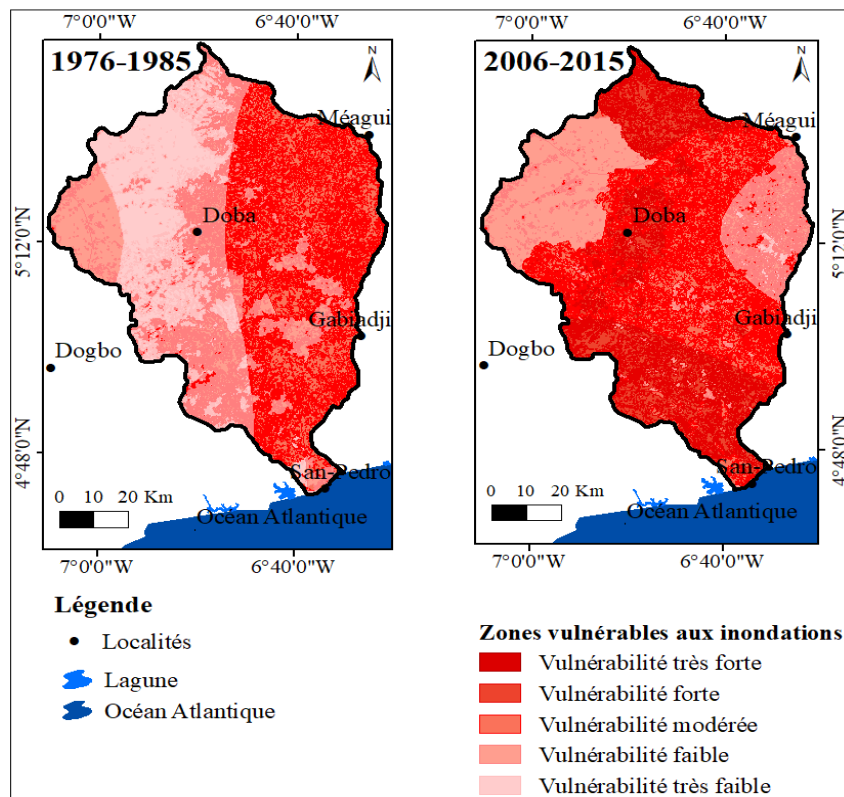 7°0'0"W 6°40'0"W
1976-1985
N
Méagui
Doba
5°12'0"N
Gabiadji
Dogbo
4°48'0"N
San-Pedro
0 10 20 Km
Océan Atlantique
7°0'0"W 6°40'0"W
7°0'0"W 6°40'0"W
2006-2015
N
Méagui
Doba
5°12'0"N
Gabiadji
Dogbo
4°48'0"N
San-Pedro
0 10 20 Km
Océan Atlantique
7°0'0"W 6°40'0"W
Légende
Localités
Lagune
Océan Atlantique
Zones vulnérables aux inondations
Vulnérabilité très forte
Vulnérabilité forte
Vulnérabilité modérée
Vulnérabilité faible
Vulnérabilité très faible